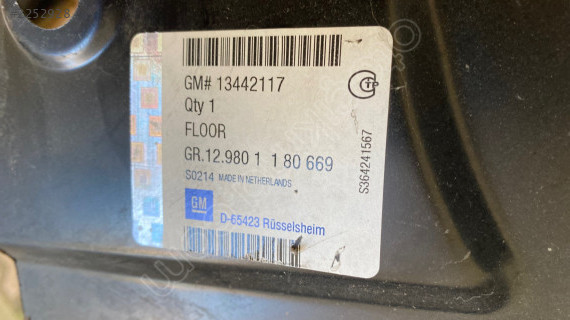 GM# 13442117
Qty 1
FLOOR
GR.12.980 1 1 80 669
S0214 MADE IN NETHERLANDS
GM
D-65423 Rüsselsheim
S364241567